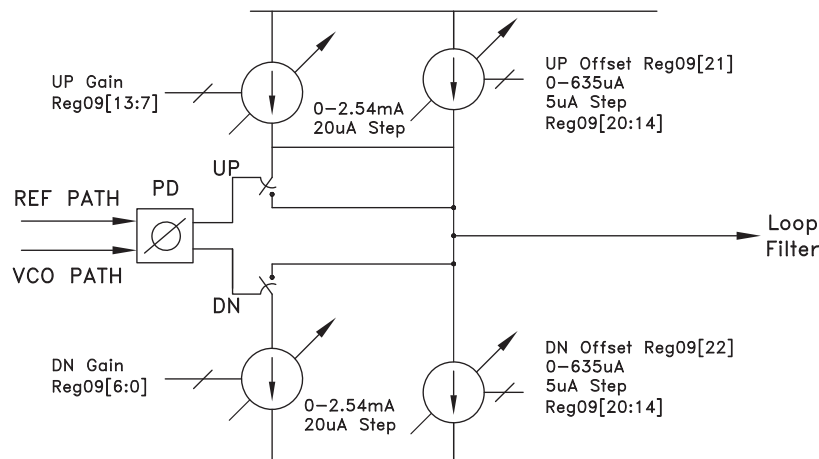 UP Gain
Reg09[13:7]
0-2.54mA
20uA Step
UP Offset Reg09[21]
0-635uA
5uA Step
Reg09[20:14]
UP
REF PATH
PD
VCO PATH
DN
Loop
Filter
DN Gain
Reg09[6:0]
0-2.54mA
20uA Step
DN Offset Reg09[22]
0-635uA
5uA Step
Reg09[20:14]